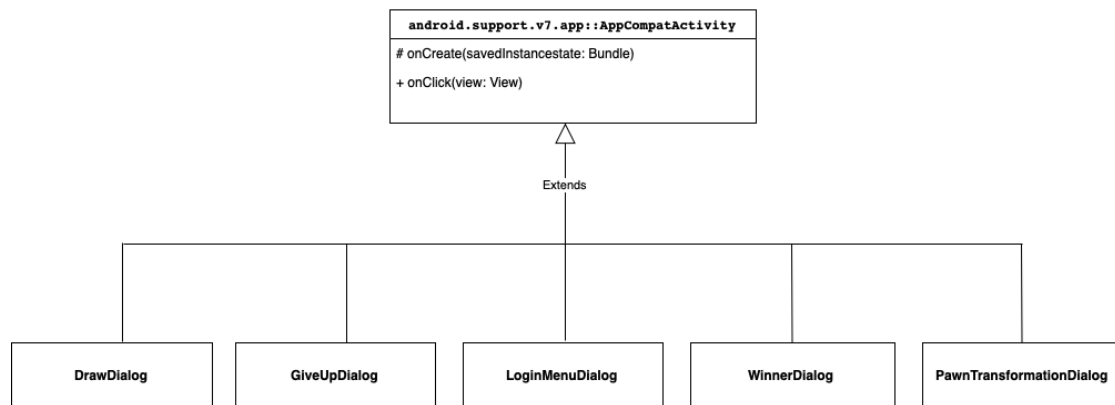 android.support.v7.app::AppCompatActivity
# onCreate(savedInstancestate: Bundle)
+ onClick(view: View)
Extends
DrawDialog
GiveUpDialog
LoginMenuDialog
WinnerDialog
PawnTransformationDialog